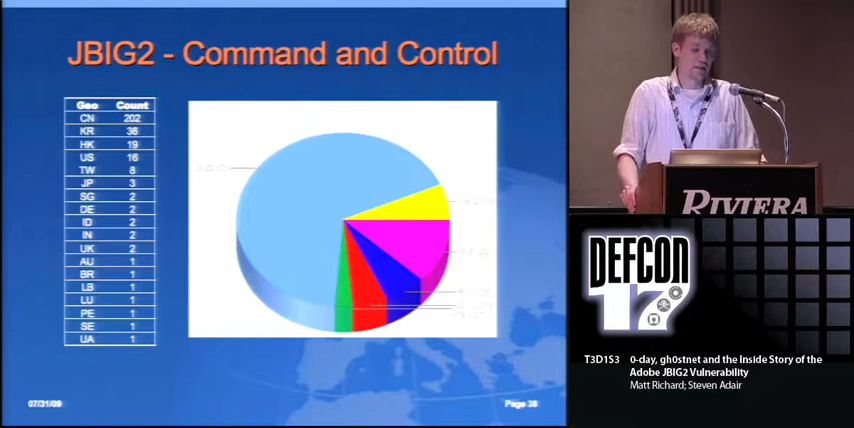 JBIG2 - Command and Control
Geo Count
CN 202
KR 36
HK 19
US 16
TW 8
JP 3
SG 2
DE 2
ID 2
IN 2
UK 2
AU 1
BR 1
LB 1
LU 1
PE 1
SE 1
UA 1
07/31/09
Page 38
RIVIERA
DEFCON
17
T3D1S3 0-day, gh0stnet and the Inside Story of the
Adobe JBIG2 Vulnerability
Matt Richard; Steven Adair